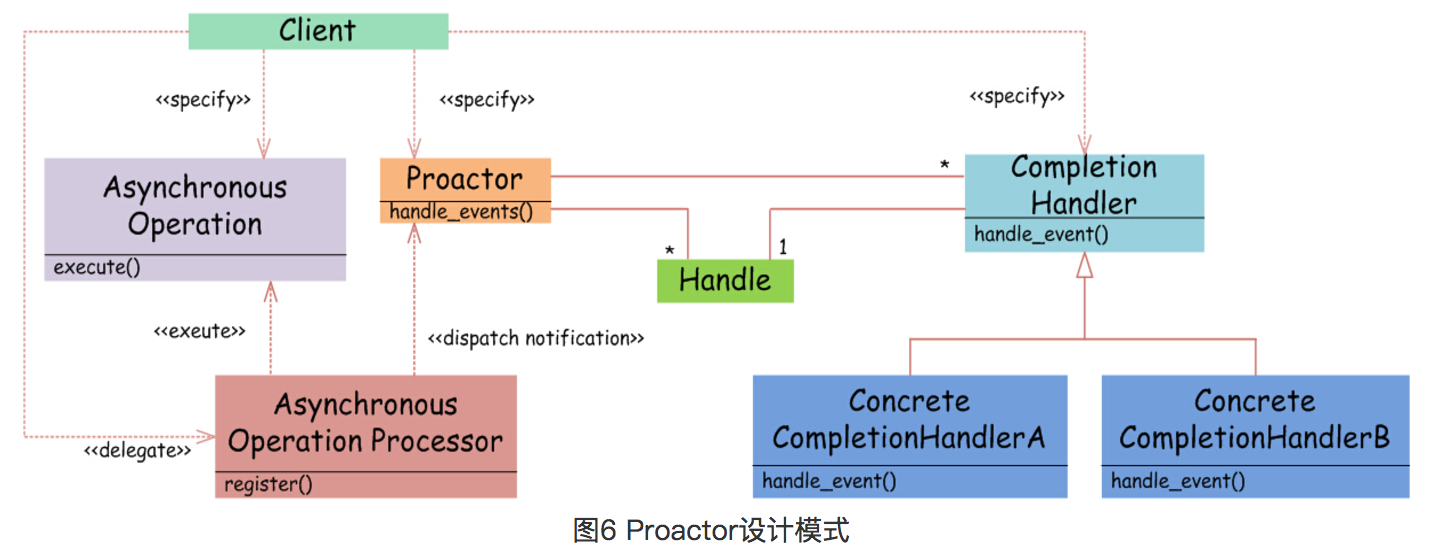 Client
<<specify>>
<<specify>>
<<specify>>
Asynchronous
Operation
execute()
Proactor
handle_events()
*
*
1
Handle
Completion
Handler
handle_event()
<<exeute>>
<<dispatch notification>>
<<delegate>>
Asynchronous
Operation Processor
register()
Concrete
CompletionHandlerA
handle_event()
Concrete
CompletionHandlerB
handle_event()
图6 Proactor设计模式